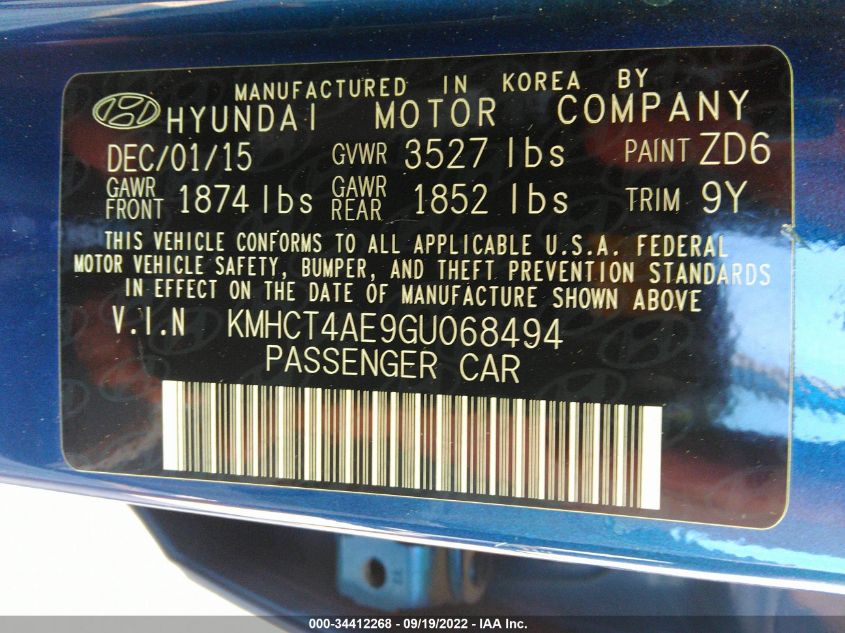 MANUFACTURED IN KOREA BY
HYUNDAI MOTOR COMPANY
DEC/01/15 GVWR 3527 lbs PAINT ZD6
GAWR FRONT 1874 lbs GAWR REAR 1852 lbs TRIM 9Y
THIS VEHICLE CONFORMS TO ALL APPLICABLE U.S.A. FEDERAL
MOTOR VEHICLE SAFETY, BUMPER, AND THEFT PREVENTION STANDARDS
IN EFFECT ON THE DATE OF MANUFACTURE SHOWN ABOVE
V.I.N KMHCT4AE9GU068494
PASSENGER CAR
000-34412268 - 09/19/2022 - IAA Inc.